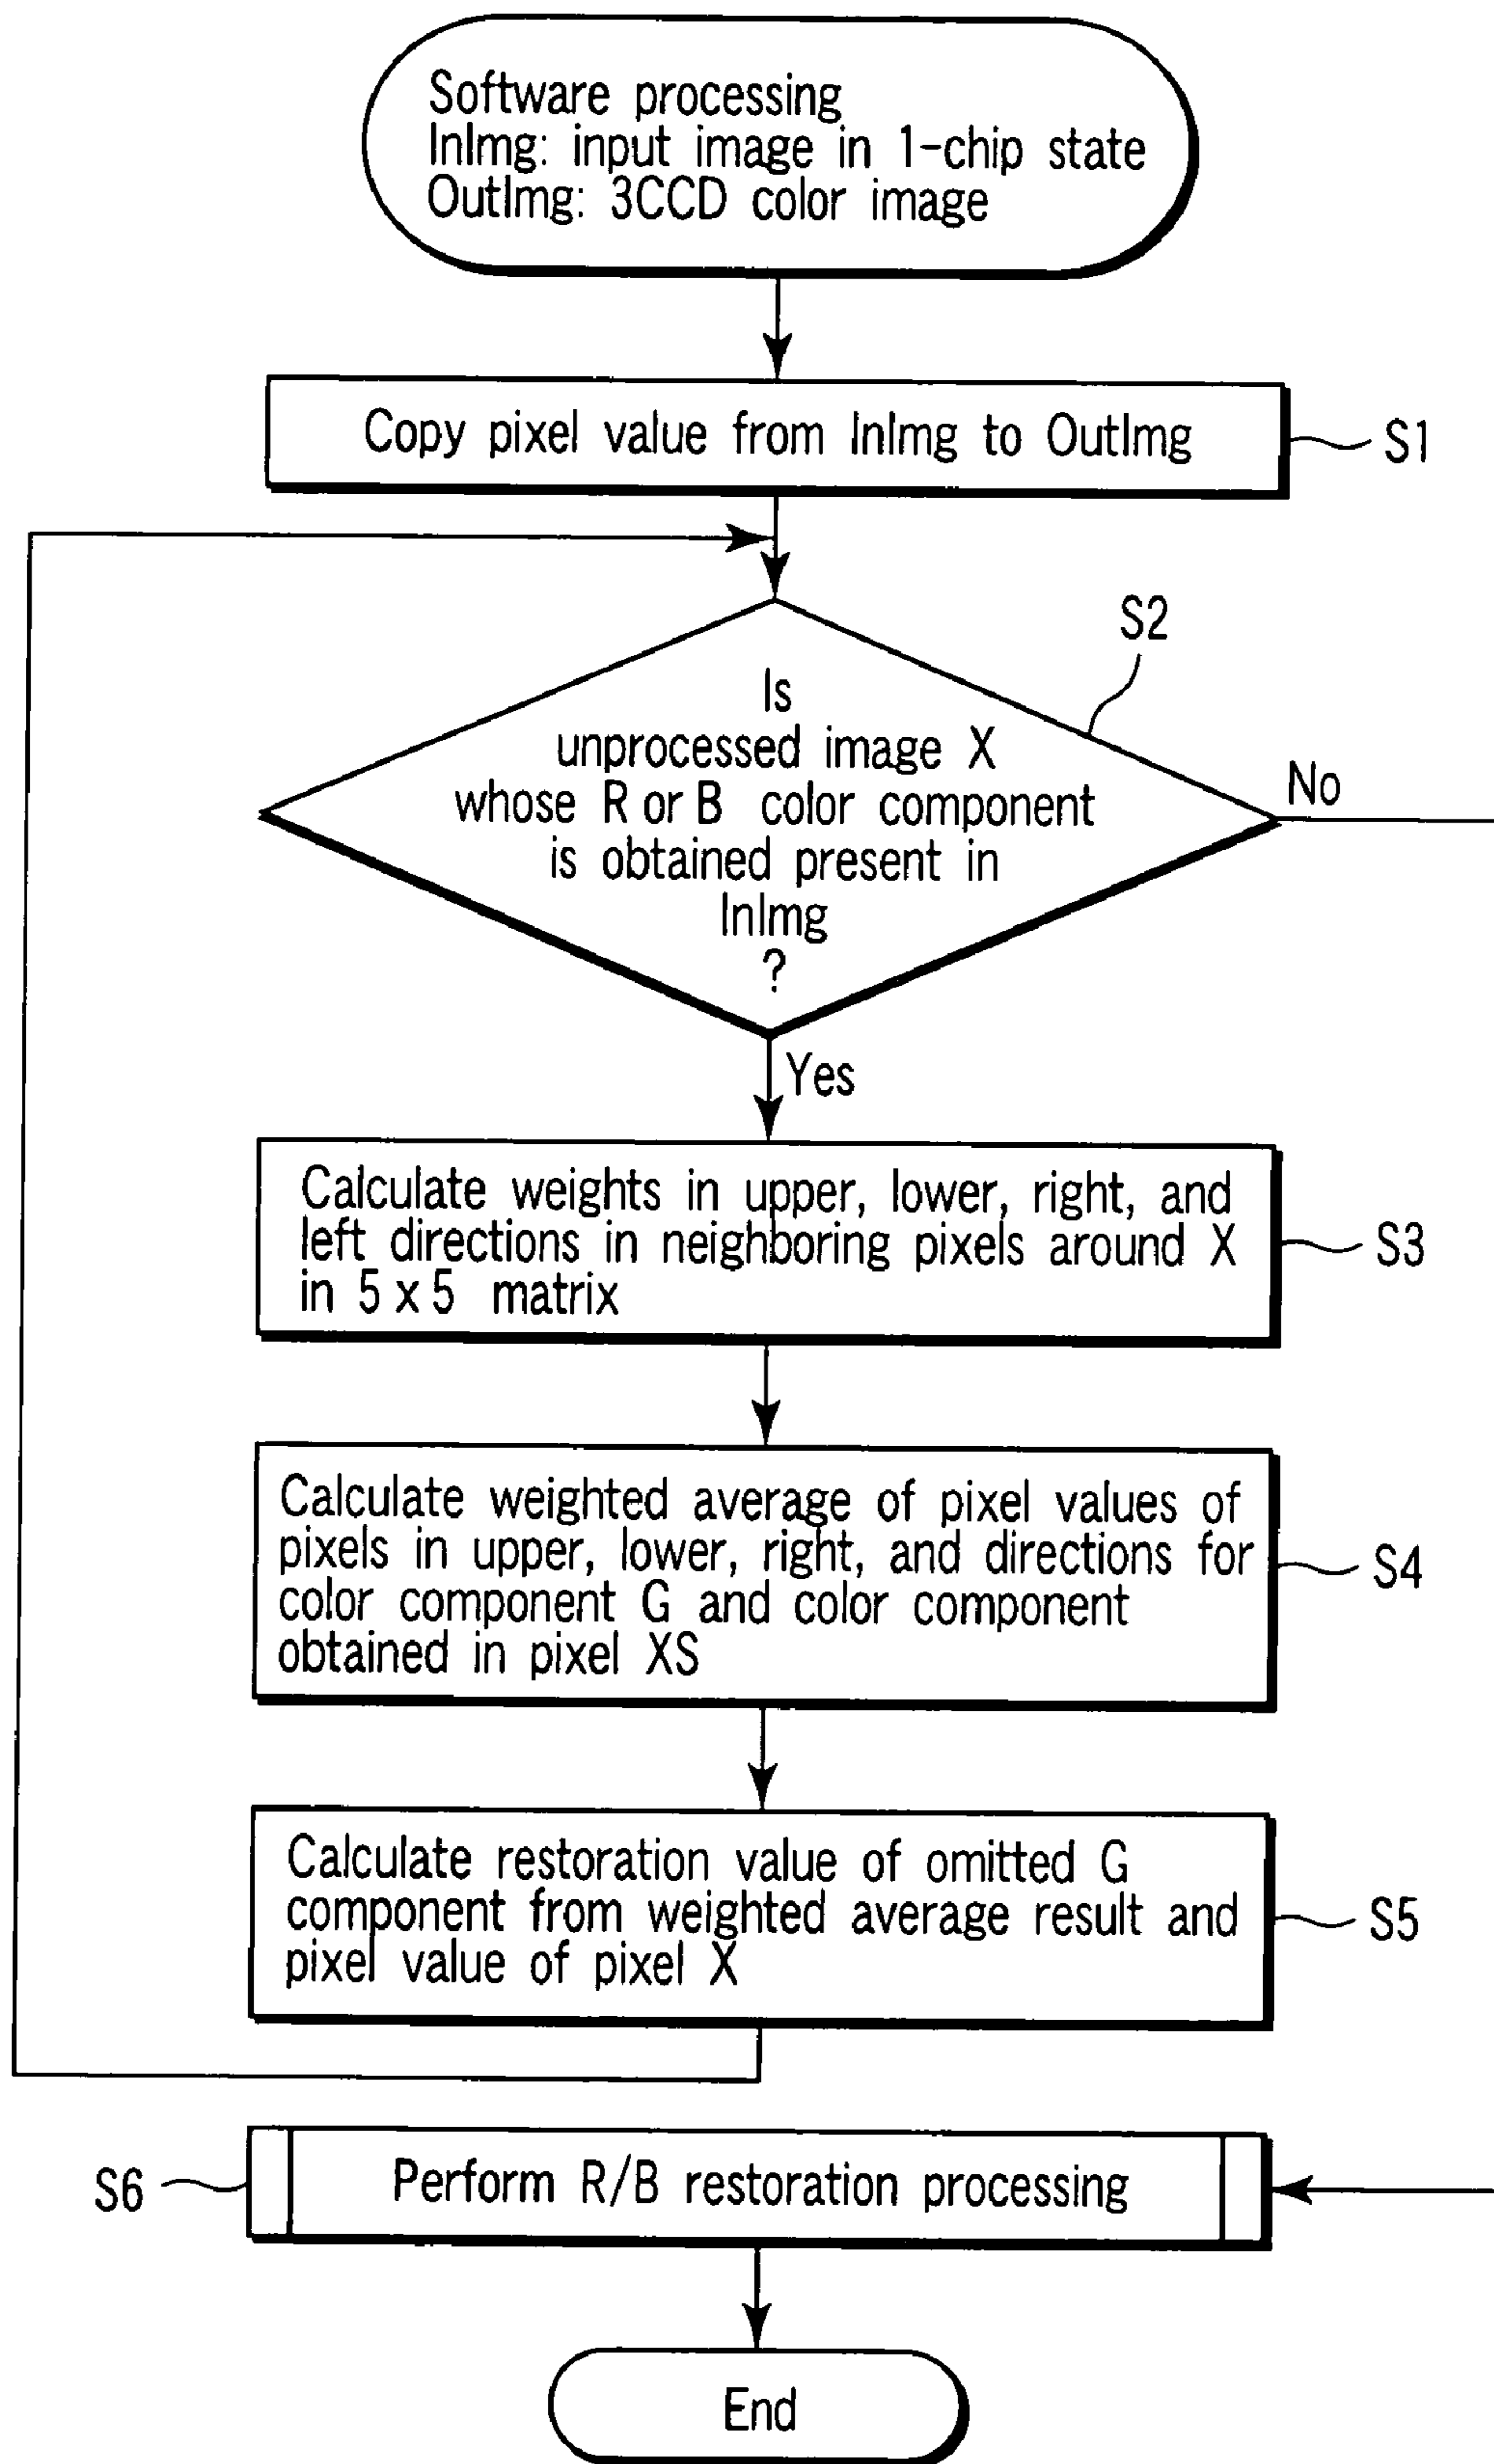 Software processing
InImg: input image in 1-chip state
OutImg: 3CCD color image
Copy pixel value from InImg to OutImg
S1
S2
Is
unprocessed image X
whose R or B color component
is obtained present in
InImg
?
No
Yes
Calculate weights in upper, lower, right, and
left directions in neighboring pixels around X
in 5 x 5 matrix
S3
Calculate weighted average of pixel values of
pixels in upper, lower, right, and directions for
color component G and color component
obtained in pixel XS
S4
Calculate restoration value of omitted G
component from weighted average result and
pixel value of pixel X
S5
S6
Perform R/B restoration processing
End